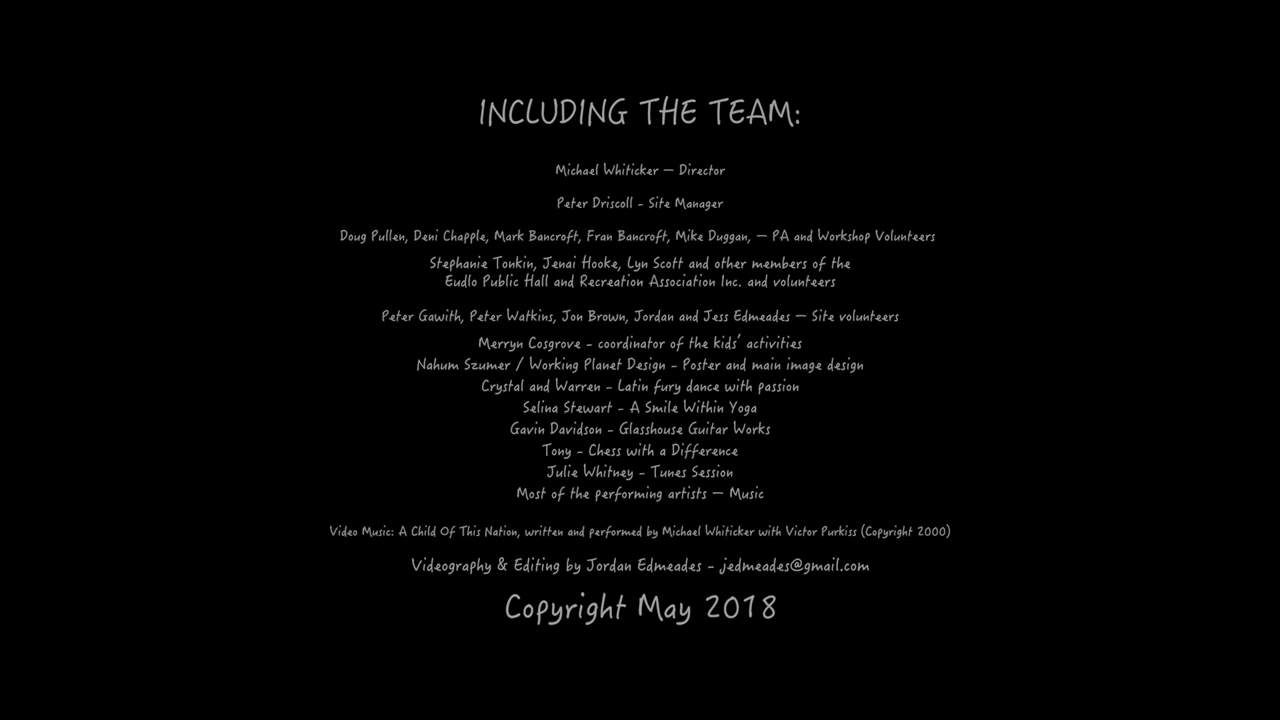 INCLUDING THE TEAM:
Michael Whiticker — Director
Peter Driscoll - Site Manager
Doug Pullen, Deni Chapple, Mark Bancroft, Fran Bancroft, Mike Duggan, — PA and Workshop Volunteers
Stephanie Tonkin, Jenai Hooke, Lyn Scott and other members of the
Eudlo Public Hall and Recreation Association Inc. and volunteers
Peter Gawith, Peter Watkins, Jon Brown, Jordan and Jess Edmeades — Site volunteers
Merryn Cosgrove - coordinator of the kids' activities
Nahum Szumer / Working Planet Design - Poster and main image design
Crystal and Warren - Latin fury dance with passion
Selina Stewart - A Smile Within Yoga
Gavin Davidson - Glasshouse Guitar Works
Tony - Chess with a Difference
Julie Whitney - Tunes Session
Most of the performing artists — Music
Video Music: A Child Of This Nation, written and performed by Michael Whiticker with Victor Purkiss (Copyright 2000)
Videography & Editing by Jordan Edmeades - jedmeades@gmail.com
Copyright May 2018